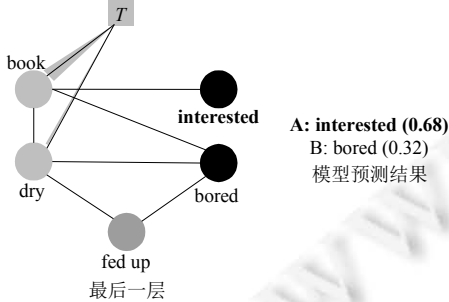 T
book
interested
A: interested (0.68)
B: bored (0.32)
模型预测结果
dry
bored
fed up
最后一层